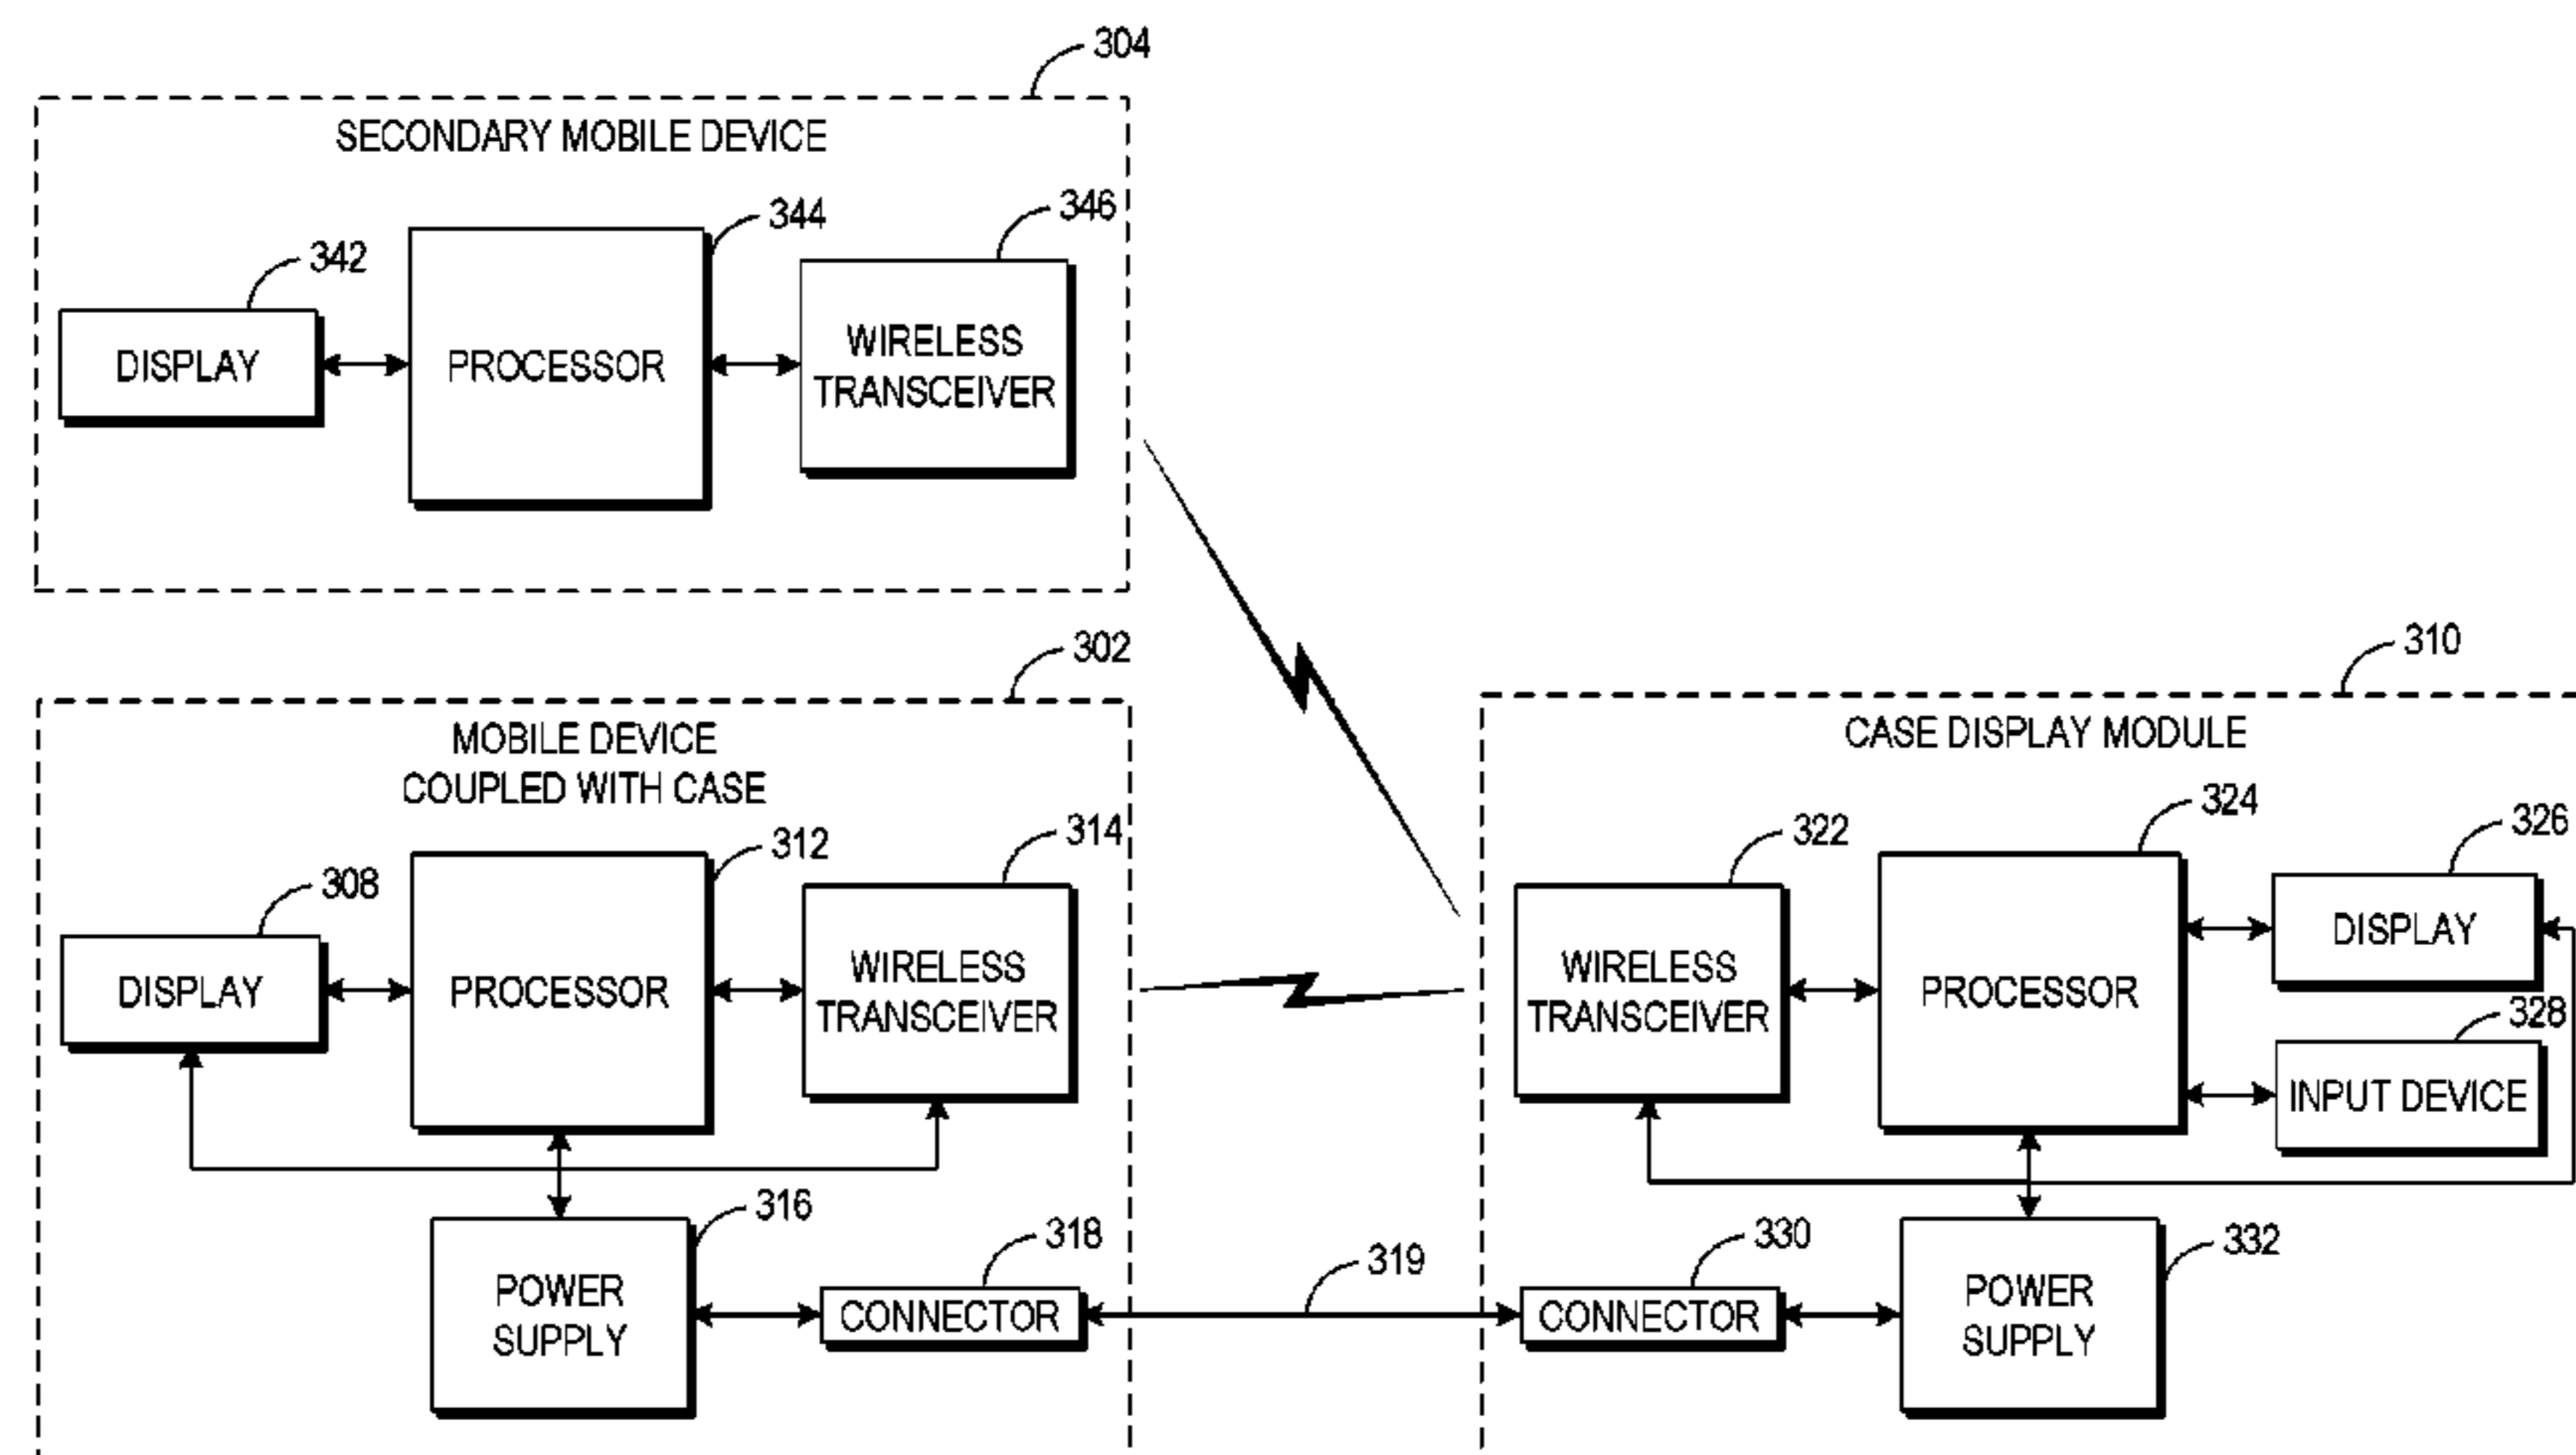 304
SECONDARY MOBILE DEVICE
342
344
346
DISPLAY
PROCESSOR
WIRELESS
TRANSCEIVER
302
MOBILE DEVICE
COUPLED WITH CASE
308
312
314
DISPLAY
PROCESSOR
WIRELESS
TRANSCEIVER
316
POWER
SUPPLY
318
CONNECTOR
319
310
CASE DISPLAY MODULE
322
324
326
WIRELESS
TRANSCEIVER
PROCESSOR
DISPLAY
328
INPUT DEVICE
330
CONNECTOR
332
POWER
SUPPLY